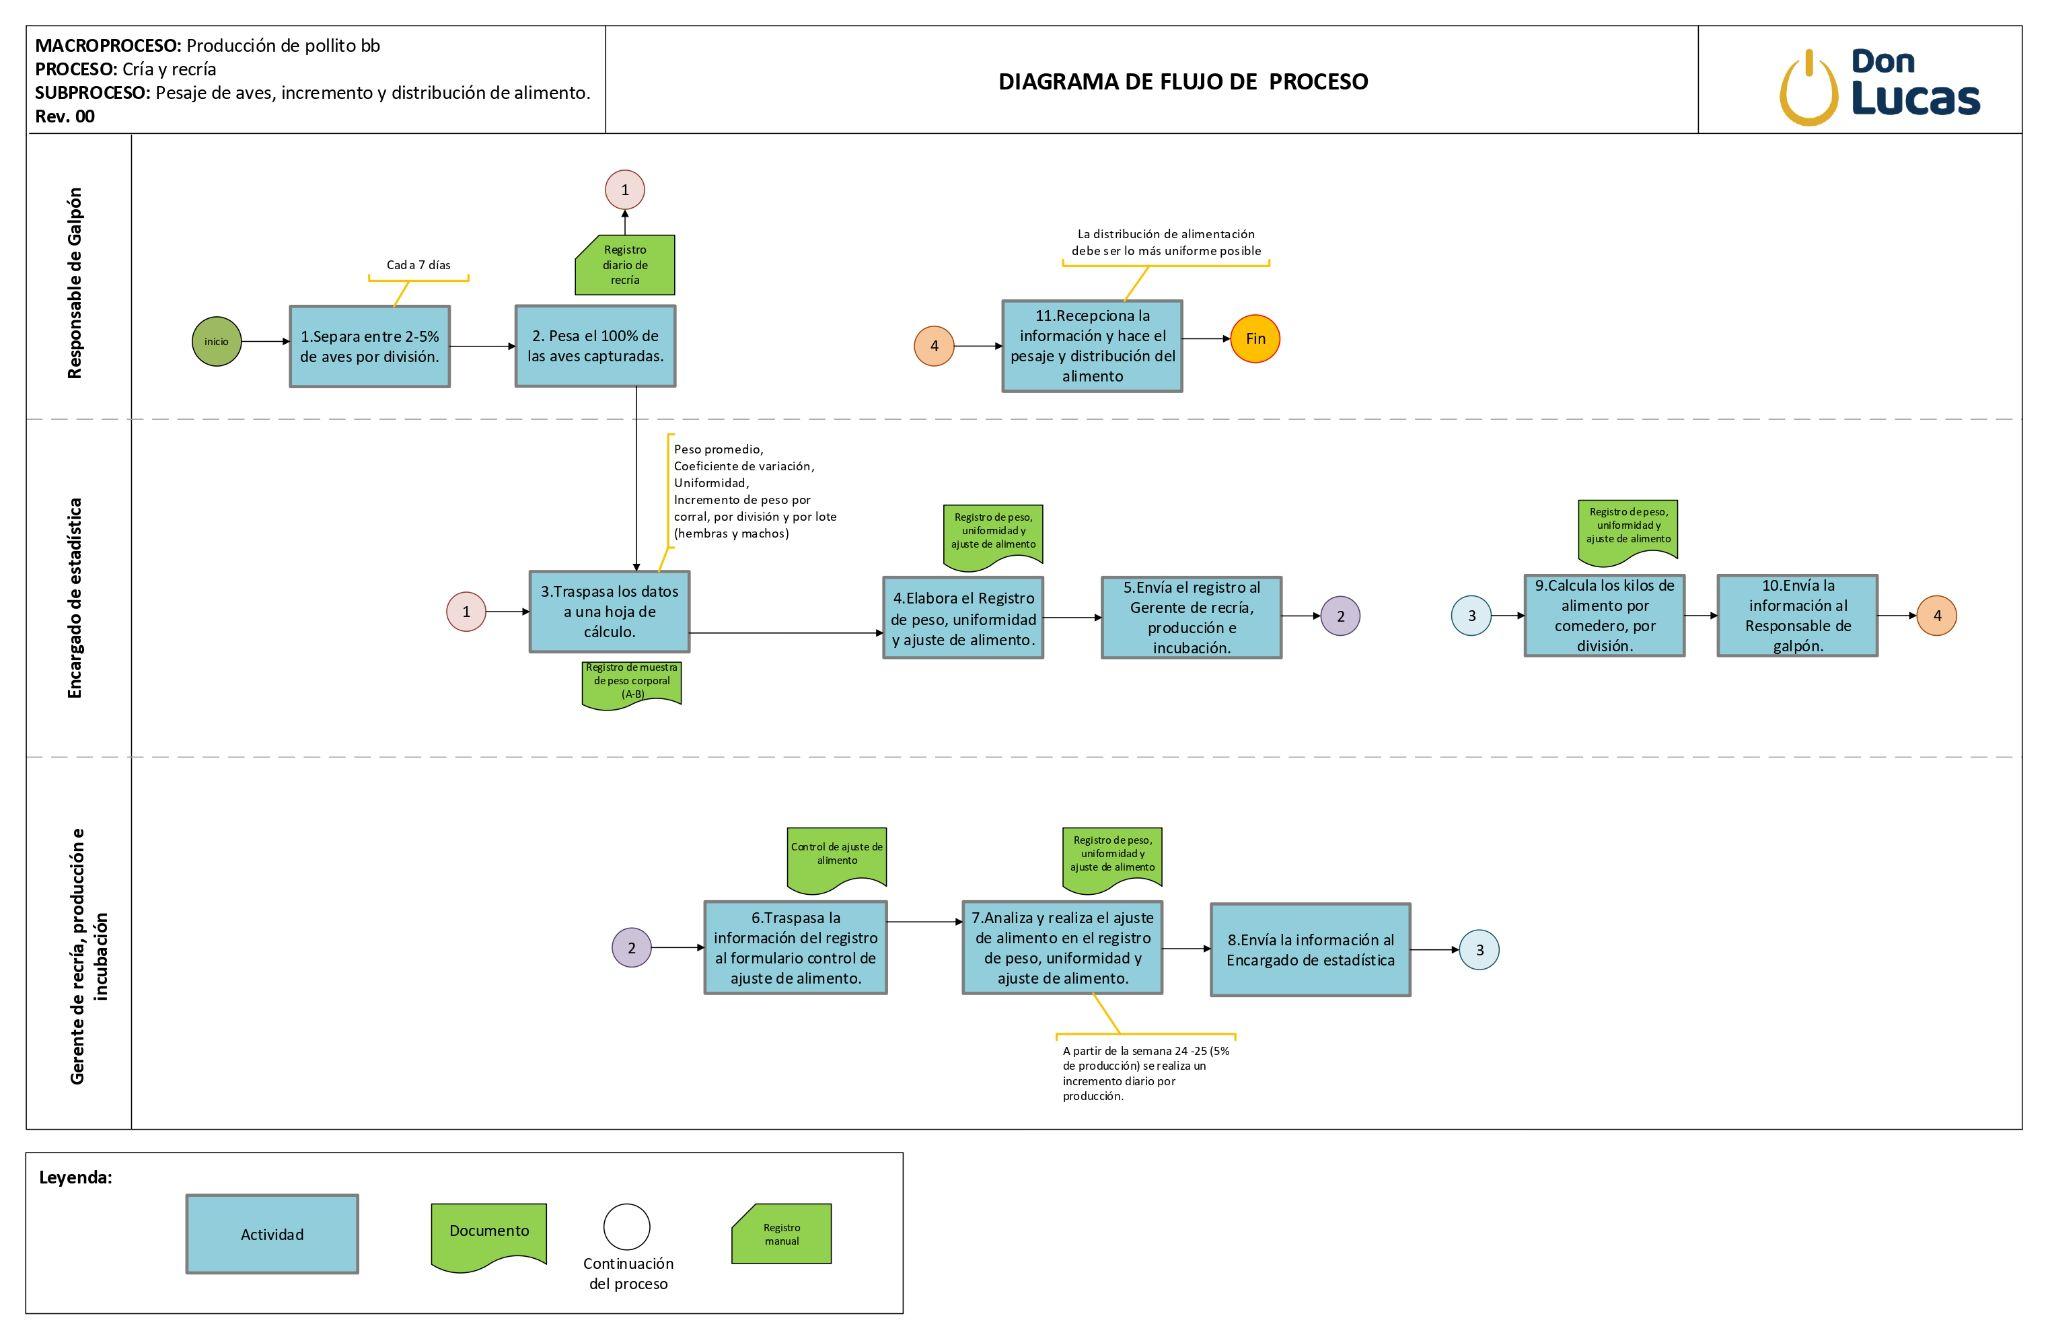 MACROPROCESO: Producción de pollito bb
PROCESO: Cría y recría
SUBPROCESO: Pesaje de aves, incremento y distribución de alimento.
Rev. 00
DIAGRAMA DE FLUJO DE PROCESO
Don
Lucas
Responsable de Galpón
inicio
Cada 7 días
1.Separa entre 2-5%
de aves por división.
1
Registro
diario de
recría
2. Pesa el 100% de
las aves capturadas.
4
La distribución de alimentación
debe ser lo más uniforme posible
11.Recepciona la
información y hace el
pesaje y distribución del
alimento
Fin
Encargado de estadística
Peso promedio,
Coeficiente de variación,
Uniformidad,
Incremento de peso por
corral, por división y por lote
(hembras y machos)
1
3.Traspasa los datos
a una hoja de
cálculo.
Registro de muestra
de peso corporal
(A-B)
Registro de peso,
uniformidad y
ajuste de alimento
4.Elabora el Registro
de peso, uniformidad
y ajuste de alimento.
5.Envía el registro al
Gerente de recría,
producción e
incubación.
2
3
Registro de peso,
uniformidad y
ajuste de alimento
9.Calcula los kilos de
alimento por
comedero, por
división.
10.Envía la
información al
Responsable de
galpón.
4
Gerente de recría, producción e
incubación
2
Control de ajuste de
alimento
6.Traspasa la
información del registro
al formulario control de
ajuste de alimento.
Registro de peso,
uniformidad y
ajuste de alimento
7.Analiza y realiza el ajuste
de alimento en el registro
de peso, uniformidad y
ajuste de alimento.
8.Envía la información al
Encargado de estadística
3
A partir de la semana 24 -25 (5%
de producción) se realiza un
incremento diario por
producción.
Leyenda:
Actividad
Documento
Continuación
del proceso
Registro
manual